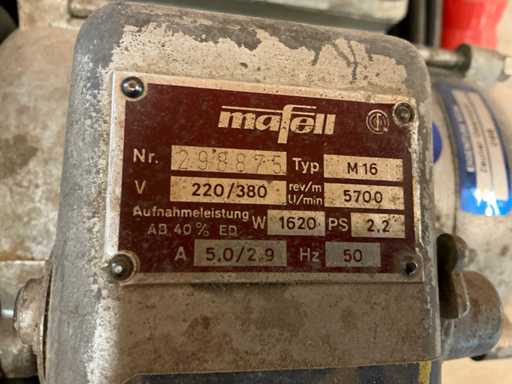 mafell
Nr. 298875 Typ M16
V 220/380 rev/m U/min 5700
Aufnahmeleistung AB 40% ED W 1620 PS 2,2
A 5,0/2,9 Hz 50